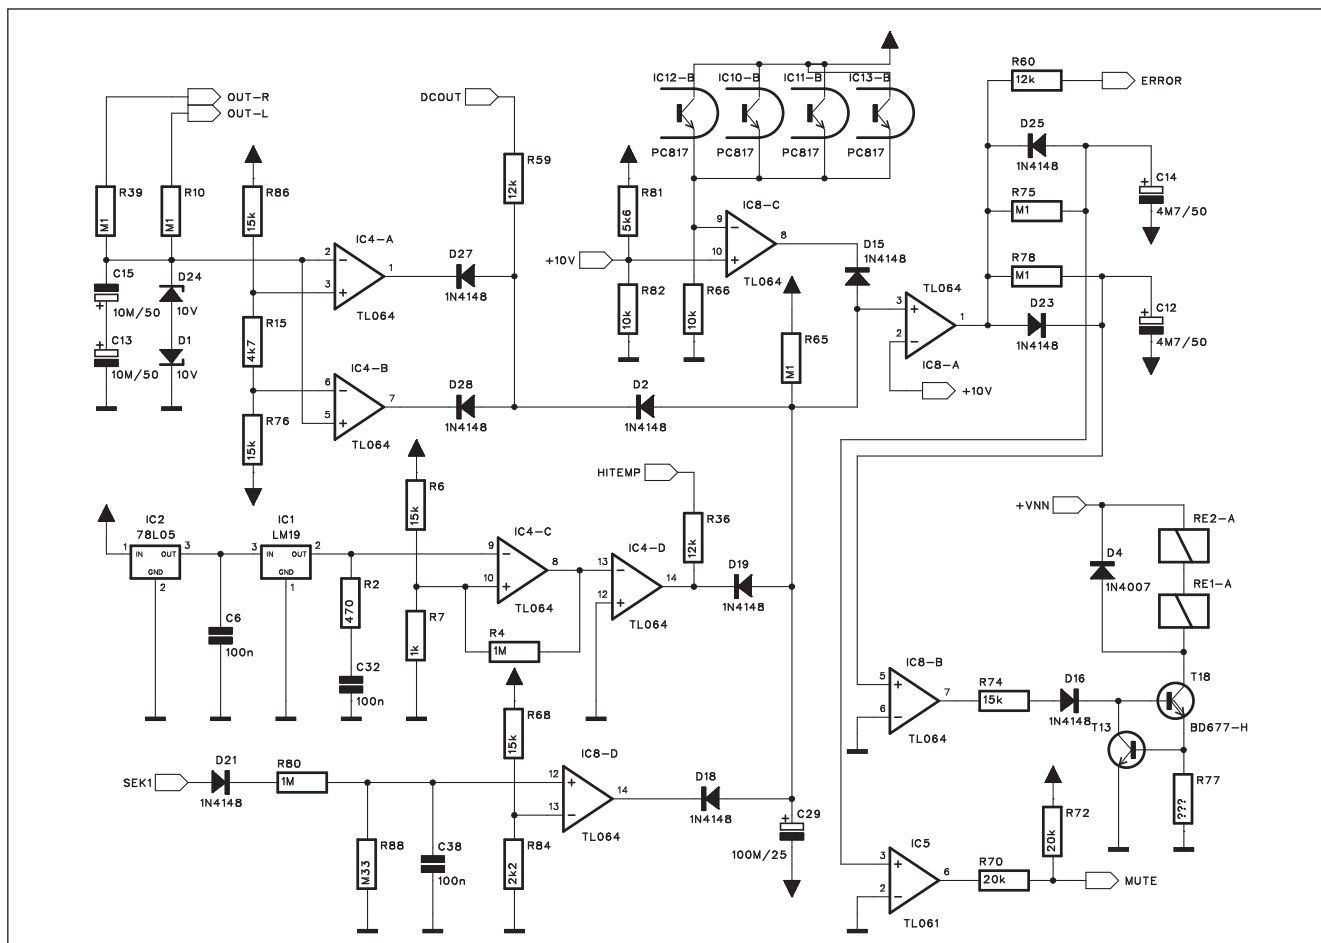 OUT-R
OUT-L
R39
M1
R10
M1
C15
10M/50
C13
10M/50
D24
10V
D1
10V
R86
15k
R15
4k7
R76
15k
IC4-A
2
3
1
TL064
IC4-B
6
5
7
TL064
D27
1N4148
D28
1N4148
DCOUT
R59
12k
D2
1N4148
IC12-B
IC10-B
IC11-B
IC13-B
PC817
PC817
PC817
PC817
R81
5k6
+10V
R82
10k
R66
10k
IC8-C
9
10
8
TL064
D15
1N4148
R65
M1
TL064
3
2
1
IC8-A
+10V
R60
12k
ERROR
D25
1N4148
R75
M1
R78
M1
D23
1N4148
C14
4M7/50
C12
4M7/50
IC2
78L05
1
3
IN
OUT
GND
2
IC1
LM19
3
2
IN
OUT
GND
1
C6
100n
R2
470
C32
100n
R6
15k
R7
1k
IC4-C
9
10
8
TL064
R4
1M
HITEMP
R36
12k
IC4-D
13
12
14
TL064
D19
1N4148
SEK1
D21
1N4148
R80
1M
R88
M33
C38
100n
R68
15k
R84
2k2
IC8-D
12
13
14
TL064
D18
1N4148
C29
100M/25
+VNN
D4
1N4007
RE2-A
RE1-A
IC8-B
5
6
7
TL064
R74
15k
D16
1N4148
T18
BD677-H
T13
R77
???
R72
20k
IC5
3
2
6
TL061
R70
20k
MUTE